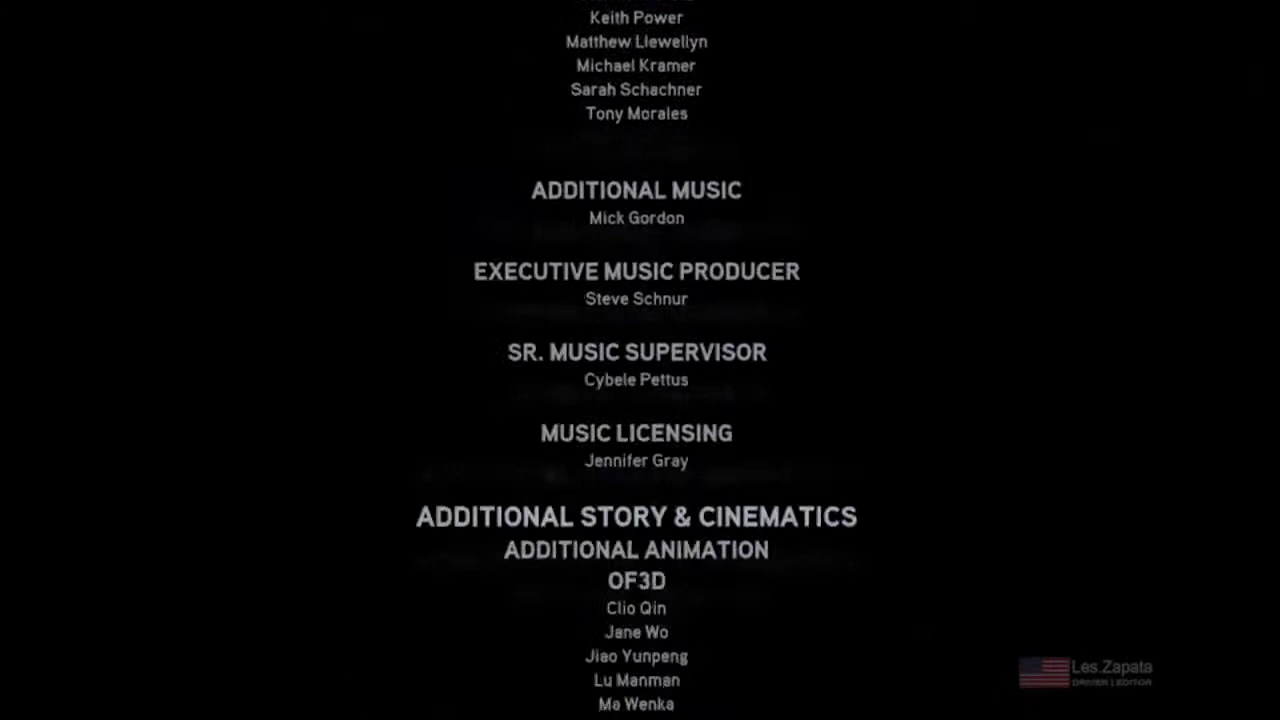 Keith Power
Matthew Llewellyn
Michael Kramer
Sarah Schachner
Tony Morales
ADDITIONAL MUSIC
Mick Gordon
EXECUTIVE MUSIC PRODUCER
Steve Schnur
SR. MUSIC SUPERVISOR
Cybele Pettus
MUSIC LICENSING
Jennifer Gray
ADDITIONAL STORY & CINEMATICS
ADDITIONAL ANIMATION
OF3D
Clio Qin
Jane Wo
Jiao Yunpeng
Lu Manman
Ma Wenka
Les.Zapata
DRIVER | EDITOR